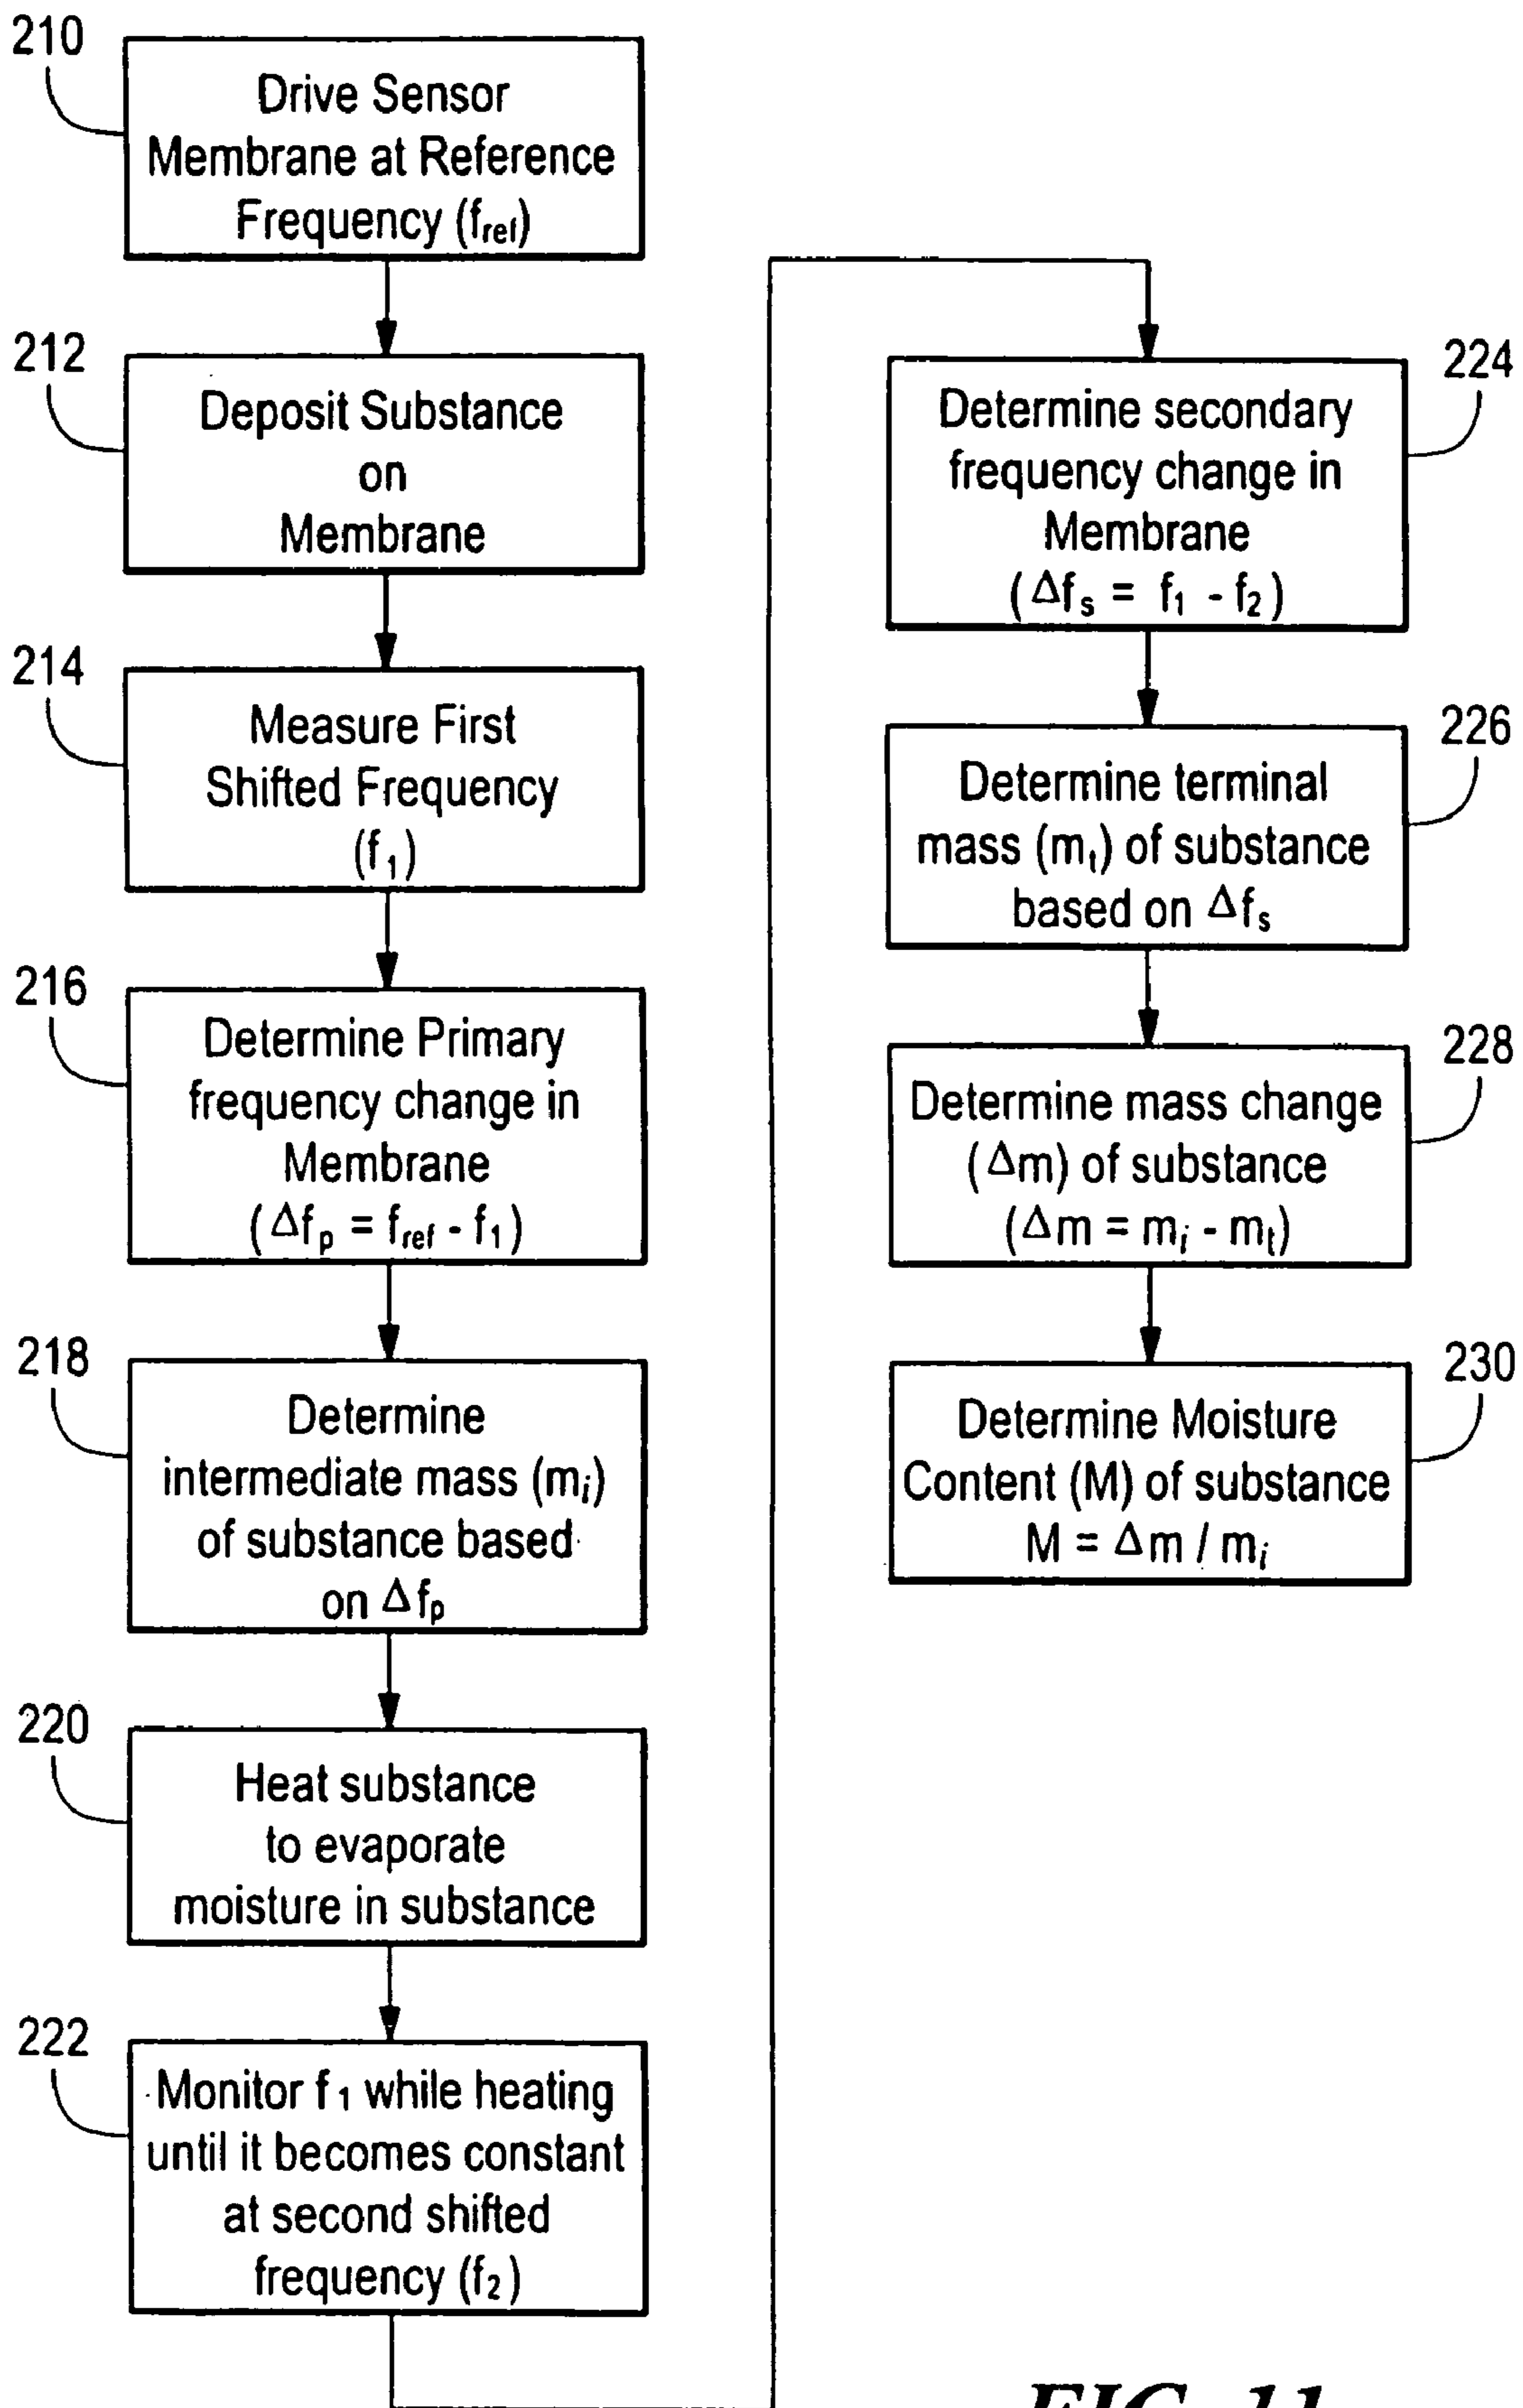 210
Drive Sensor
Membrane at Reference
Frequency (fref)
212
Deposit Substance
on
Membrane
214
Measure First
Shifted Frequency
(f1)
216
Determine Primary
frequency change in
Membrane
(Δfp = fref - f1)
218
Determine
intermediate mass (mi)
of substance based
on Δfp
220
Heat substance
to evaporate
moisture in substance
222
Monitor f1 while heating
until it becomes constant
at second shifted
frequency (f2)
224
Determine secondary
frequency change in
Membrane
(Δfs = f1 - f2)
226
Determine terminal
mass (mt) of substance
based on Δfs
228
Determine mass change
(Δm) of substance
(Δm = mi - mt)
230
Determine Moisture
Content (M) of substance
M = Δm / mi
FIG. 11